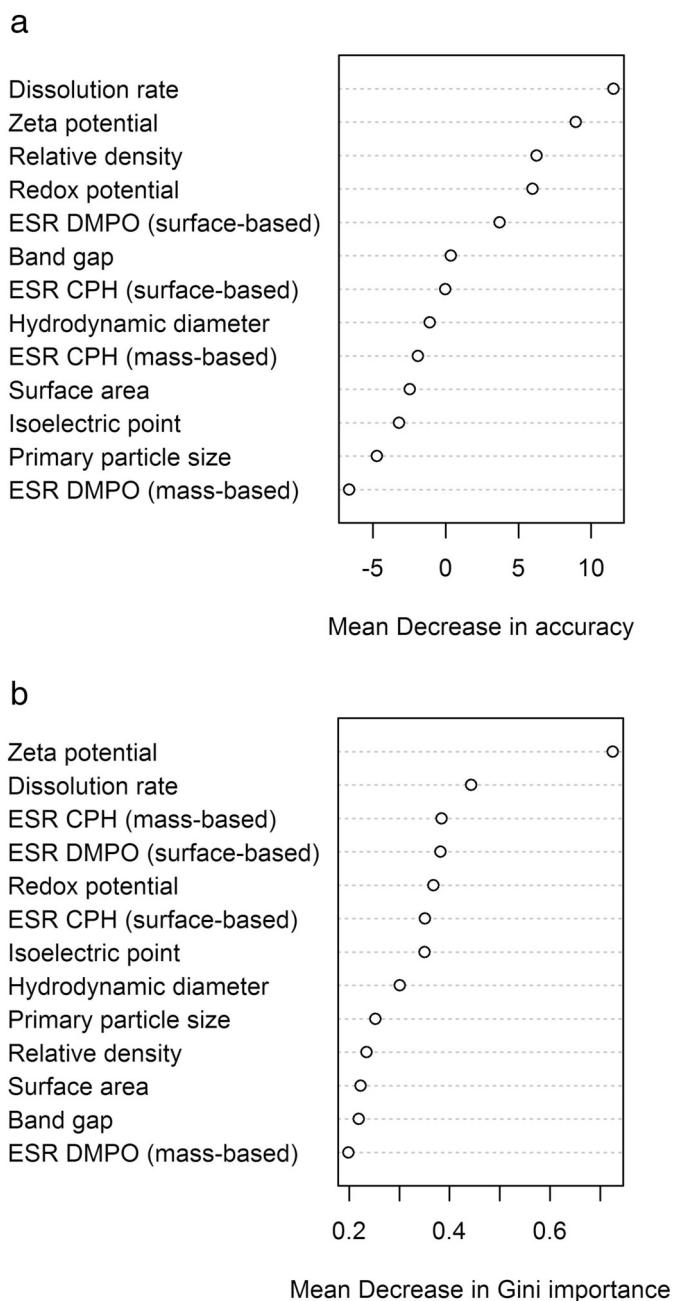 a
Dissolution rate
Zeta potential
Relative density
Redox potential
ESR DMPO (surface-based)
Band gap
ESR CPH (surface-based)
Hydrodynamic diameter
ESR CPH (mass-based)
Surface area
Isoelectric point
Primary particle size
ESR DMPO (mass-based)
-5 0 5 10
Mean Decrease in accuracy
b
Zeta potential
Dissolution rate
ESR CPH (mass-based)
ESR DMPO (surface-based)
Redox potential
ESR CPH (surface-based)
Isoelectric point
Hydrodynamic diameter
Primary particle size
Relative density
Surface area
Band gap
ESR DMPO (mass-based)
0.2 0.4 0.6
Mean Decrease in Gini importance